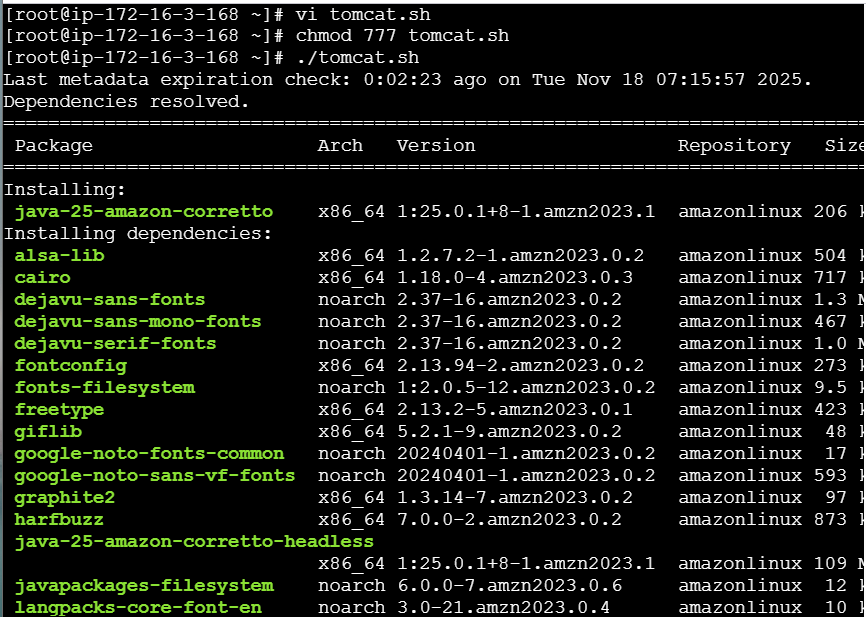 [root@ip-172-16-3-168 ~]# vi tomcat.sh
[root@ip-172-16-3-168 ~]# chmod 777 tomcat.sh
[root@ip-172-16-3-168 ~]# ./tomcat.sh
Last metadata expiration check: 0:02:23 ago on Tue Nov 18 07:15:57 2025.
Dependencies resolved.
================================================================================
Package Arch Version Repository Size
================================================================================
Installing:
java-25-amazon-corretto x86_64 1:25.0.1+8-1.amzn2023.1 amazonlinux 206 k
Installing dependencies:
alsa-lib x86_64 1.2.7.2-1.amzn2023.0.2 amazonlinux 504 k
cairo x86_64 1.18.0-4.amzn2023.0.3 amazonlinux 717 k
dejavu-sans-fonts noarch 2.37-16.amzn2023.0.2 amazonlinux 1.3 M
dejavu-sans-mono-fonts noarch 2.37-16.amzn2023.0.2 amazonlinux 467 k
dejavu-serif-fonts noarch 2.37-16.amzn2023.0.2 amazonlinux 1.0 M
fontconfig x86_64 2.13.94-2.amzn2023.0.2 amazonlinux 273 k
fonts-filesystem noarch 1:2.0.5-12.amzn2023.0.2 amazonlinux 9.5 k
freetype x86_64 2.13.2-5.amzn2023.0.1 amazonlinux 423 k
giflib x86_64 5.2.1-9.amzn2023.0.2 amazonlinux 48 k
google-noto-fonts-common noarch 20240401-1.amzn2023.0.2 amazonlinux 17 k
google-noto-sans-vf-fonts noarch 20240401-1.amzn2023.0.2 amazonlinux 593 k
graphite2 x86_64 1.3.14-7.amzn2023.0.2 amazonlinux 97 k
harfbuzz x86_64 7.0.0-2.amzn2023.0.2 amazonlinux 873 k
java-25-amazon-corretto-headless
x86_64 1:25.0.1+8-1.amzn2023.1 amazonlinux 109 M
javapackages-filesystem noarch 6.0.0-7.amzn2023.0.6 amazonlinux 12 k
langpacks-core-font-en noarch 3.0-21.amzn2023.0.4 amazonlinux 10 k